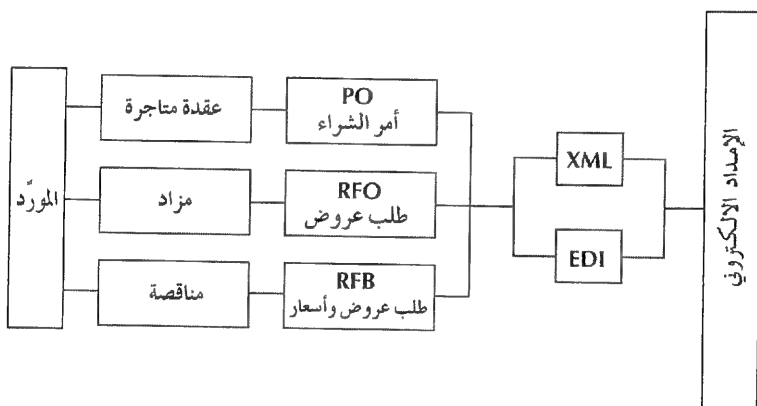 الإمداد الالكتروني
XML
EDI
PO
أمر الشراء
RFO
طلب عروض
RFB
طلب عروض وأسعار
عقدة متاجرة
مزاد
مناقصة
المورّد